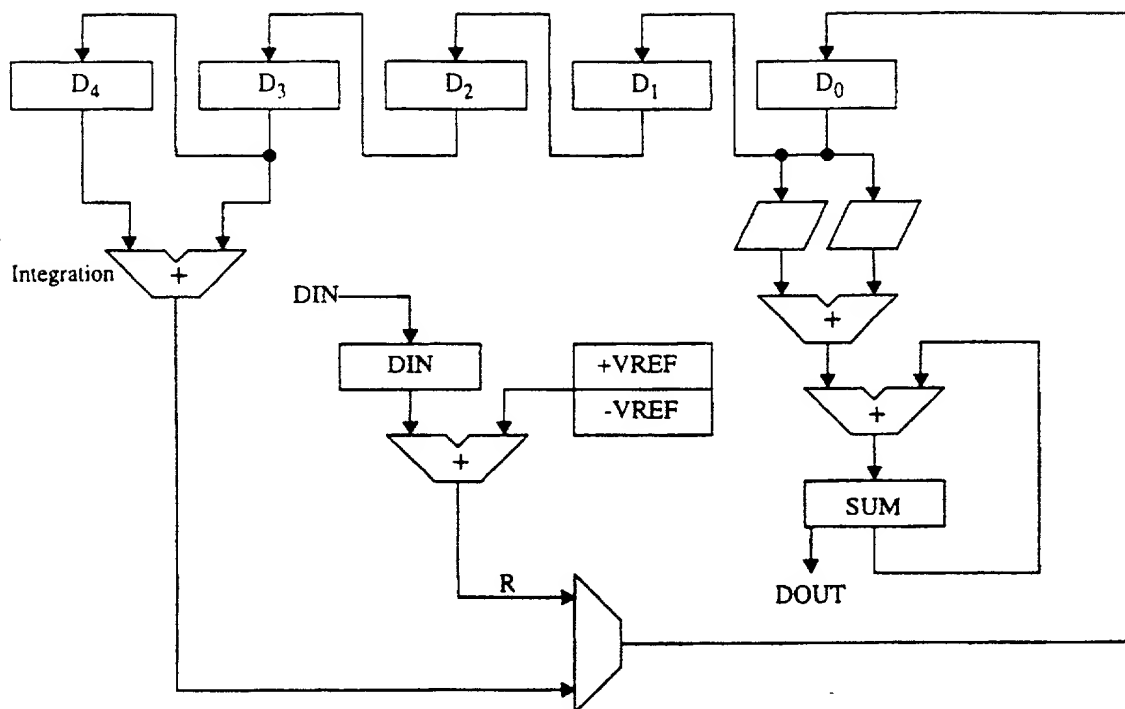 D4 D3 D2 D1 D0
+
Integration
DIN
+
DIN
+VREF
-VREF
+
+
SUM
R
DOUT